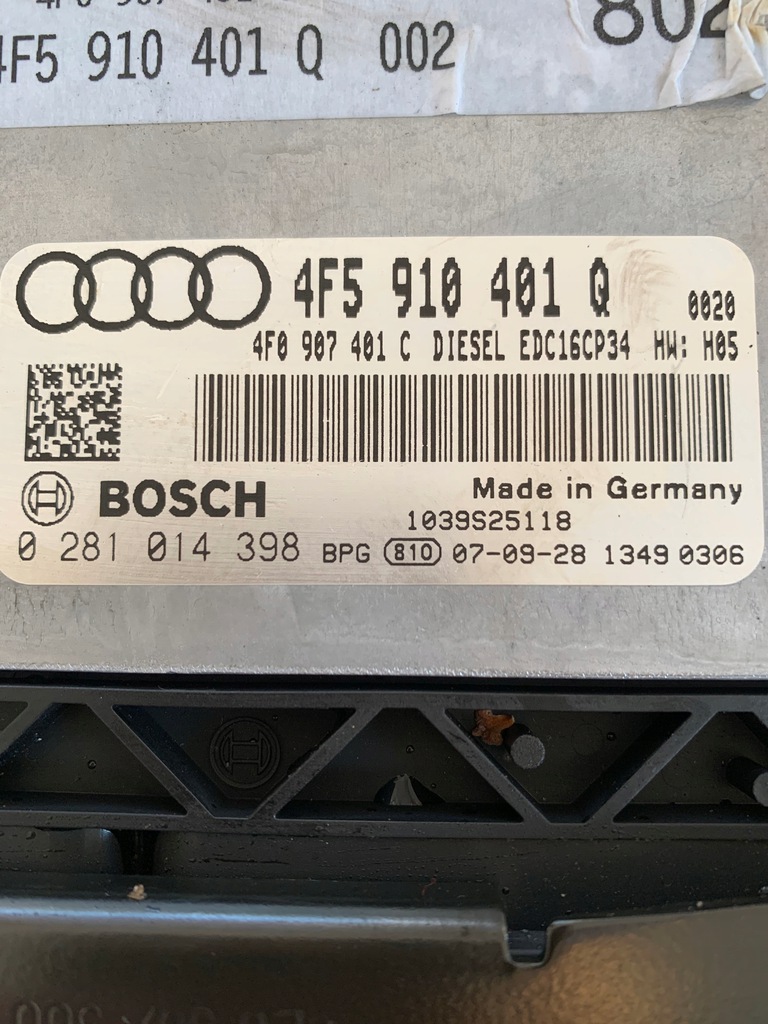 4F5 910 401 Q 002
4F5 910 401 Q 0020
4F0 907 401 C DIESEL EDC16CP34 HW: H05
BOSCH
Made in Germany
1039S25118
0 281 014 398 BPG 810 07-09-28 1349 0306